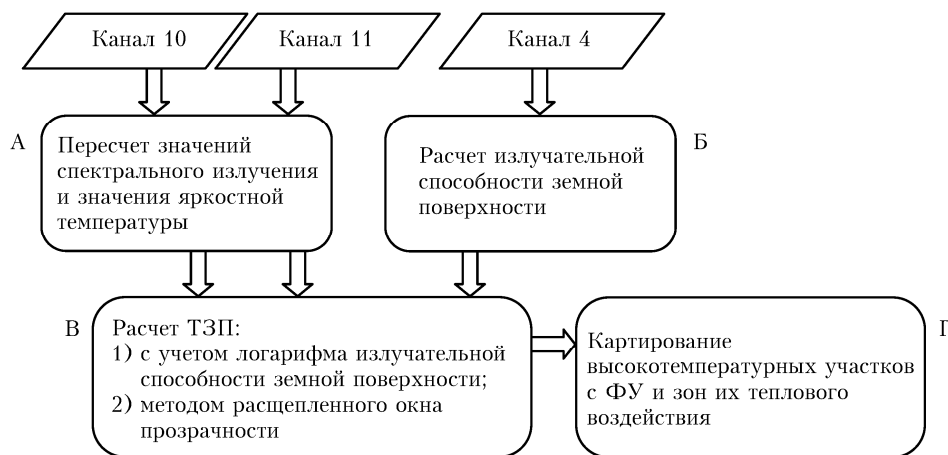 Канал 10
Канал 11
Канал 4
А
Пересчет значений
спектрального излучения
и значения яркостной
температуры
Расчет излучательной
способности земной
поверхности
Б
В
Расчет ТЗП:
1) с учетом логарифма излучательной
способности земной поверхности;
2) методом расщепленного окна
прозрачности
Картирование
высокотемпературных участков
с ФУ и зон их теплового
воздействия
Г